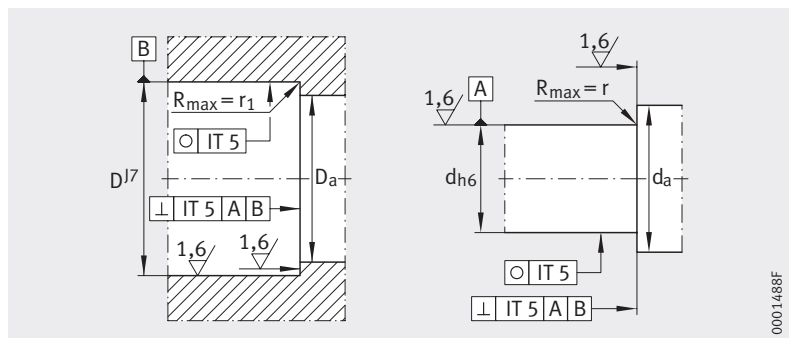 B
R max = r 1
○ IT 5
D J7
D a
⊥ IT 5 A B
1,6
1,6
1,6
1,6
A
R max = r
d h6
d a
○ IT 5
⊥ IT 5 A B
0001488F